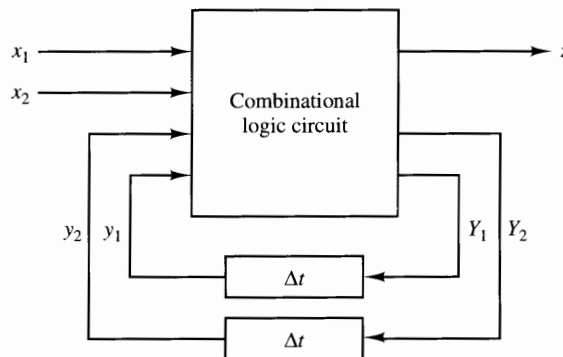 x₁
z
x₂
Combinational
logic circuit
y₂ y₁
Y₁ Y₂
Δt
Δt